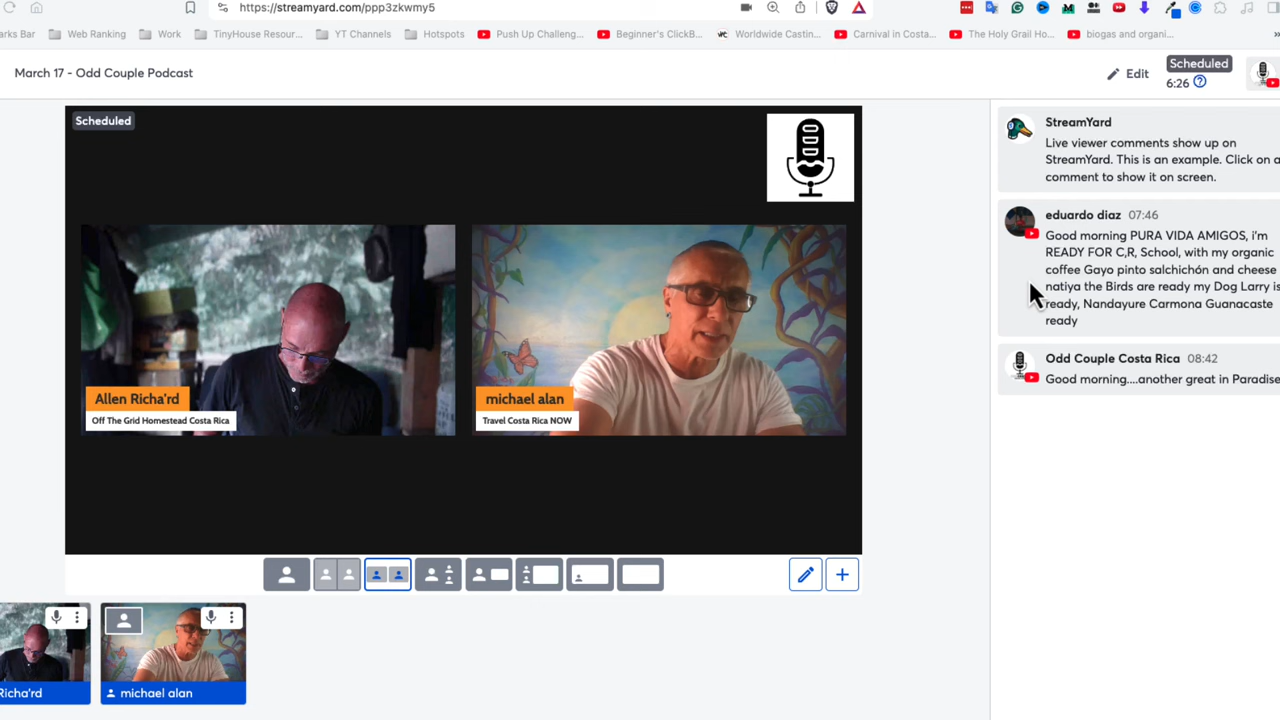 https://streamyard.com/ppp3zkwmy5
arks Bar
Web Ranking
Work
TinyHouse Resour...
YT Channels
Hotspots
Push Up Challeng...
Beginner's ClickB...
Worldwide Castin...
Carnival in Costa...
The Holy Grail Ho...
biogas and organi...
March 17 - Odd Couple Podcast
Edit
Scheduled
6:26
Scheduled
ODD
Allen Richa'rd
Off The Grid Homestead Costa Rica
michael alan
Travel Costa Rica NOW
StreamYard
Live viewer comments show up on
StreamYard. This is an example. Click on a
comment to show it on screen.
eduardo diaz 07:46
Good morning PURA VIDA AMIGOS, i'm
READY FOR C,R, School, with my organic
coffee Gayo pinto salchichón and cheese
natiya the Birds are ready my Dog Larry is
ready, Nandayure Carmona Guanacaste
ready
Odd Couple Costa Rica 08:42
Good morning....another great in Paradise
Richa'rd
michael alan